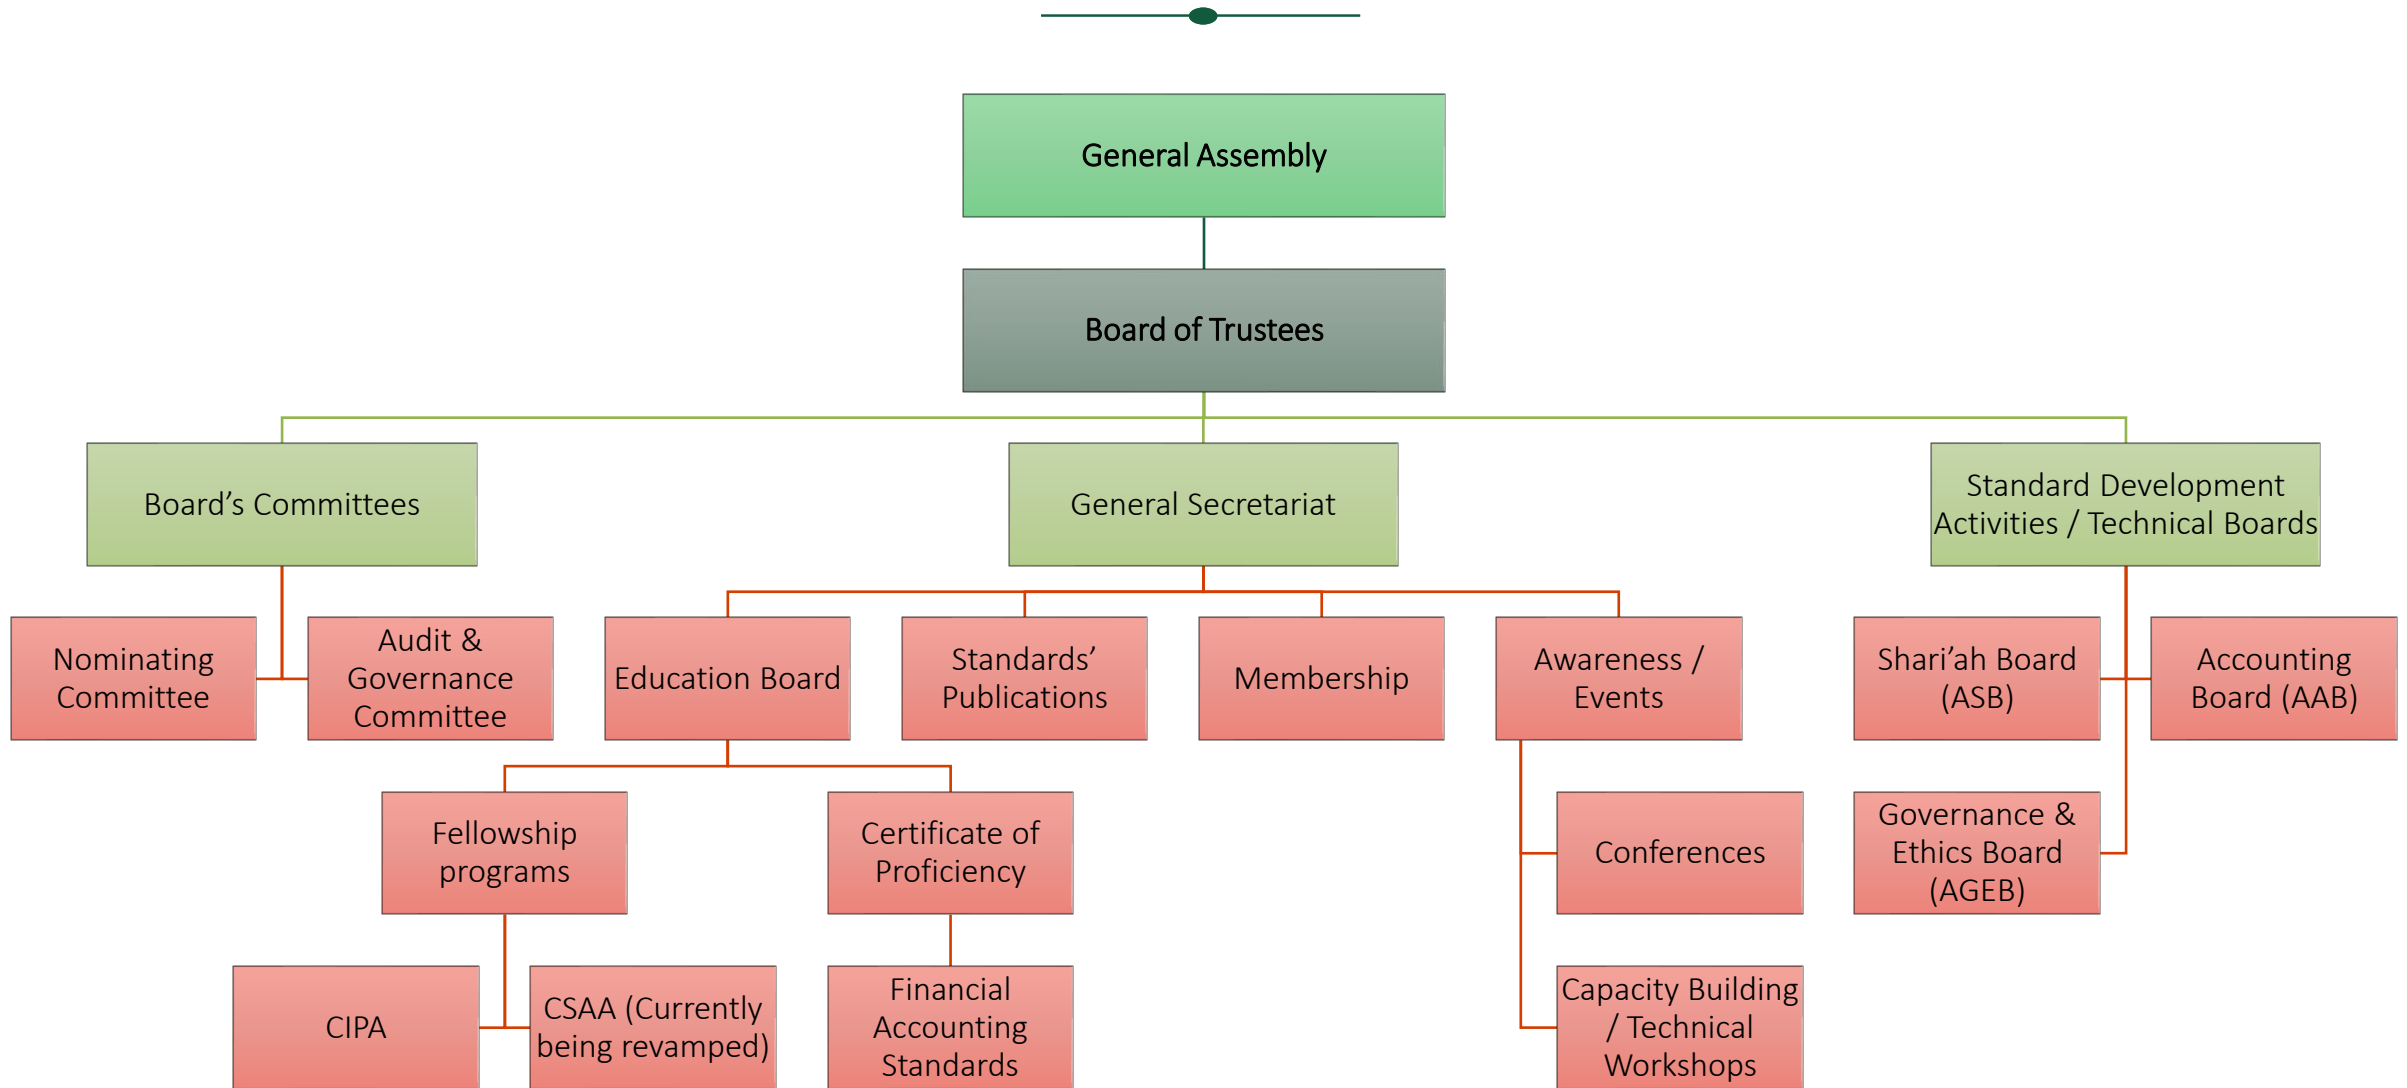 General Assembly
Board of Trustees
Board’s Committees
General Secretariat
Standard Development
Activities / Technical Boards
Nominating
Committee
Audit &
Governance
Committee
Education Board
Standards’
Publications
Membership
Awareness /
Events
Shari’ah Board
(ASB)
Accounting
Board (AAB)
Fellowship
programs
Certificate of
Proficiency
Conferences
Governance &
Ethics Board
(AGEB)
CIPA
CSAA (Currently
being revamped)
Financial
Accounting
Standards
Capacity Building
/ Technical
Workshops